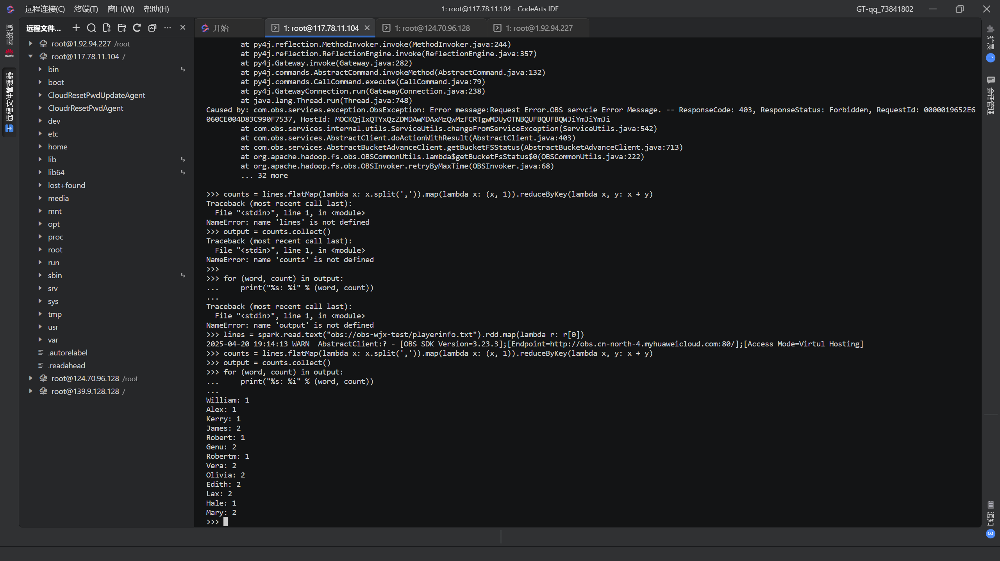 远程连接(C) 终端(T) 窗口(W) 帮助(H)
1: root@117.78.11.104 - CodeArts IDE
GT-qq_73841802
云资源
HUAWEI
远程文件管理器
远程文件...
root@1.92.94.227 /root
root@117.78.11.104 /
bin
boot
CloudResetPwdUpdateAgent
CloudrResetPwdAgent
dev
etc
home
lib
lib64
lost+found
media
mnt
opt
proc
root
run
sbin
srv
sys
tmp
usr
var
.autorelabel
.readahead
root@124.70.96.128 /root
root@139.9.128.128 /
开始
1: root@117.78.11.104
1: root@124.70.96.128
1: root@1.92.94.227
at py4j.reflection.MethodInvoker.invoke(MethodInvoker.java:244)
at py4j.reflection.ReflectionEngine.invoke(ReflectionEngine.java:357)
at py4j.Gateway.invoke(Gateway.java:282)
at py4j.commands.AbstractCommand.invokeMethod(AbstractCommand.java:132)
at py4j.commands.CallCommand.execute(CallCommand.java:79)
at py4j.GatewayConnection.run(GatewayConnection.java:238)
at java.lang.Thread.run(Thread.java:748)
Caused by: com.obs.services.exception.ObsException: Error message:Request Error.OBS servcie Error Message. -- ResponseCode: 403, ResponseStatus: Forbidden, RequestId: 0000019652E6
060CE004D83C990F7537, HostId: MOCKQjIxQTYxQzZDMDAwMDAxMzQwMzFCRTgwMDUyOTNBQUFBQUFBQWJiYmJiYmJi
at com.obs.services.internal.utils.ServiceUtils.changeFromServiceException(ServiceUtils.java:542)
at com.obs.services.AbstractClient.doActionWithResult(AbstractClient.java:403)
at com.obs.services.AbstractBucketAdvanceClient.getBucketFSStatus(AbstractBucketAdvanceClient.java:713)
at org.apache.hadoop.fs.obs.OBSCommonUtils.lambda$getBucketFsStatus$0(OBSCommonUtils.java:222)
at org.apache.hadoop.fs.obs.OBSInvoker.retryByMaxTime(OBSInvoker.java:68)
... 32 more
>>> counts = lines.flatMap(lambda x: x.split(',')).map(lambda x: (x, 1)).reduceByKey(lambda x, y: x + y)
Traceback (most recent call last):
File "<stdin>", line 1, in <module>
NameError: name 'lines' is not defined
>>> output = counts.collect()
Traceback (most recent call last):
File "<stdin>", line 1, in <module>
NameError: name 'counts' is not defined
>>>
>>> for (word, count) in output:
...     print("%s: %i" % (word, count))
...
Traceback (most recent call last):
File "<stdin>", line 1, in <module>
NameError: name 'output' is not defined
>>> lines = spark.read.text("obs://obs-wjx-test/playerinfo.txt").rdd.map(lambda r: r[0])
2025-04-20 19:14:13 WARN  AbstractClient:? - [OBS SDK Version=3.23.3];[Endpoint=http://obs.cn-north-4.myhuaweicloud.com:80/];[Access Mode=Virtul Hosting]
>>> counts = lines.flatMap(lambda x: x.split(',')).map(lambda x: (x, 1)).reduceByKey(lambda x, y: x + y)
>>> output = counts.collect()
>>> for (word, count) in output:
...     print("%s: %i" % (word, count))
...
William: 1
Alex: 1
Kerry: 1
James: 2
Robert: 1
Genu: 2
Robertm: 1
Vera: 2
Olivia: 2
Edith: 2
Lax: 2
Hale: 1
Mary: 2
>>>
扩展
1
会话管理
通知
3